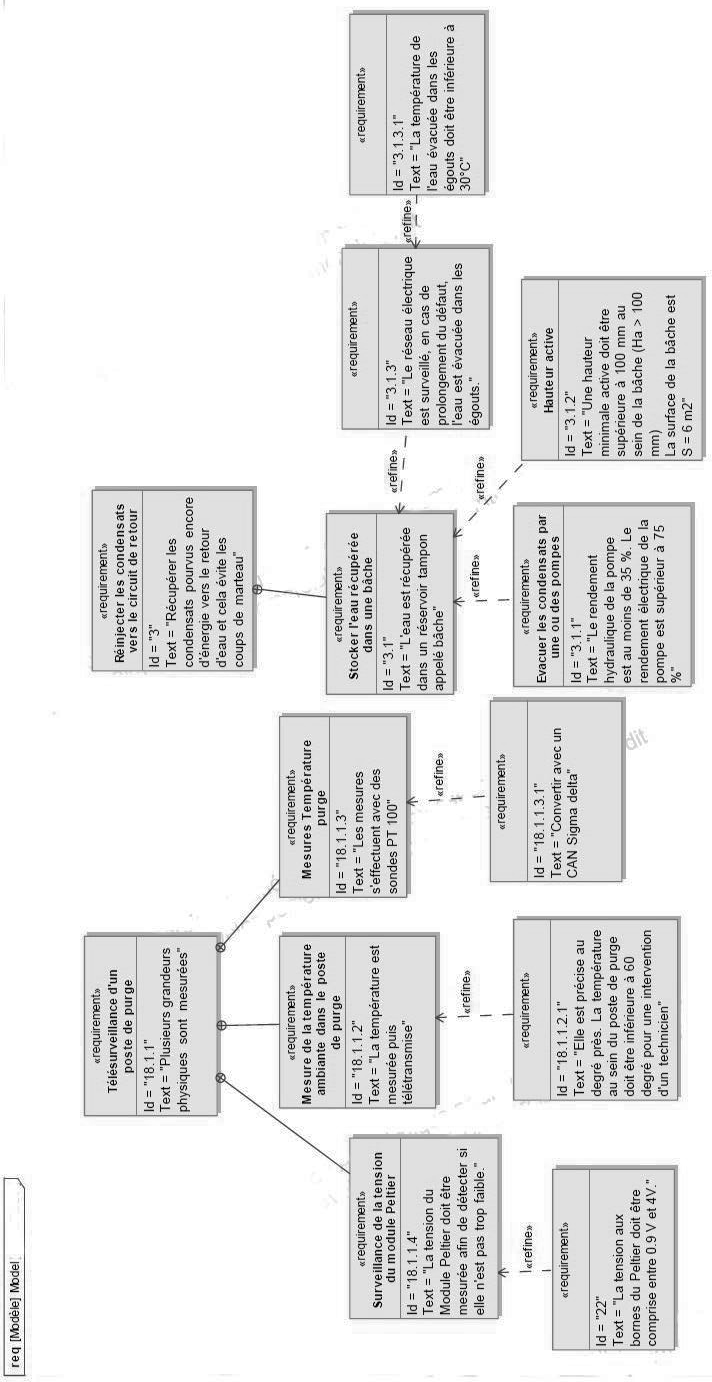 req [Modèle] Model
«requirement»
Télésurveillance d'un
poste de purge
Id = "18.1.1"
Text = "Plusieurs grandeurs
physiques sont mesurées"
«requirement»
Réinjecter les condensats
vers le circuit de retour
Id = "3"
Text = "Récupérer les
condensats pourvus encore
d'énergie vers le retour
d'eau et cela évite les
coups de marteau"
«requirement»
Surveillance de la tension
du module Peltier
Id = "18.1.1.4"
Text = "La tension du
Module Peltier doit être
mesurée afin de détecter si
elle n'est pas trop faible."
«requirement»
Mesure de la température
ambiante dans le poste
de purge
Id = "18.1.1.2"
Text = "La température est
mesurée puis
télétransmise"
«requirement»
Mesures Température
purge
Id = "18.1.1.3"
Text = "Les mesures
s'effectuent avec des
sondes PT 100"
«requirement»
Stocker l'eau récupérée
dans une bâche
Id = "3.1"
Text = "L'eau est récupérée
dans un réservoir tampon
appelé bâche"
«refine»
«requirement»
Id = "3.1.3"
Text = "Le réseau électrique
est surveillé, en cas de
prolongement du défaut,
l'eau est évacuée dans les
égouts."
«refine»
«requirement»
Id = "3.1.3.1"
Text = "La température de
l'eau évacuée dans les
égouts doit être inférieure à
30°C"
«refine»
«refine»
«refine»
«refine»
«refine»
«requirement»
Id = "22"
Text = "La tension aux
bornes du Peltier doit être
comprise entre 0.9 V et 4V."
«requirement»
Id = "18.1.1.2.1"
Text = "Elle est précise au
degré près. La température
au sein du poste de purge
doit être inférieure à 60
degré pour une intervention
d'un technicien"
«requirement»
Id = "18.1.1.3.1"
Text = "Convertir avec un
CAN Sigma delta"
«requirement»
Evacuer les condensats par
une ou des pompes
Id = "3.1.1"
Text = "Le rendement
hydraulique de la pompe
est au moins de 35 %. Le
rendement électrique de la
pompe est supérieur à 75
%"
«requirement»
Hauteur active
Id = "3.1.2"
Text = "Une hauteur
minimale active doit être
supérieure à 100 mm au
sein de la bâche (Ha > 100
mm)
La surface de la bâche est
S = 6 m2"